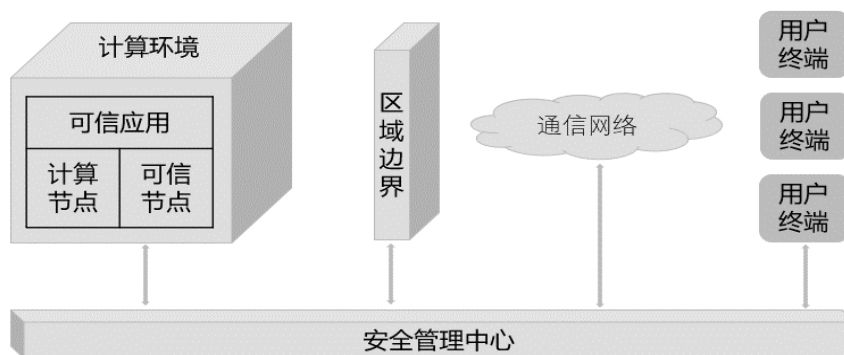 计算环境
可信应用
计算
节点
可信
节点
区
域
边
界
通信网络
用户
终端
用户
终端
用户
终端
安全管理中心